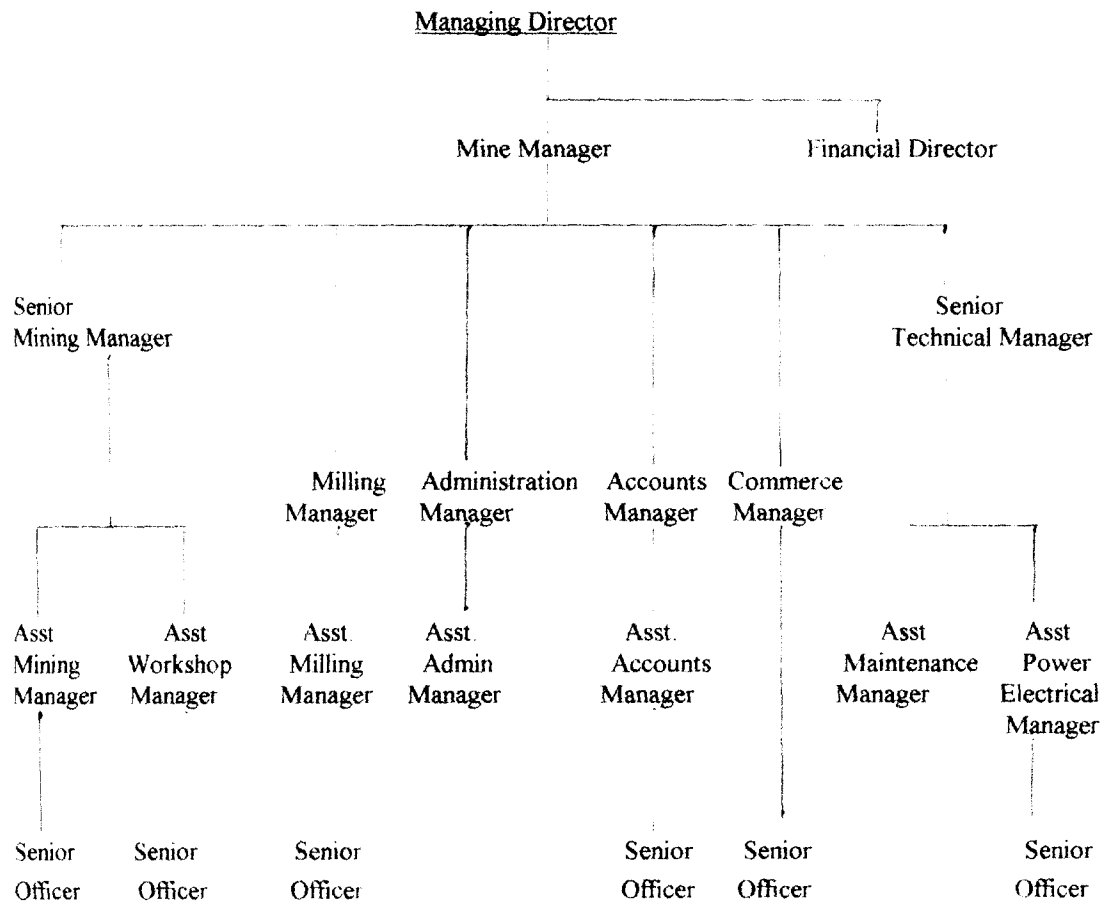 Managing Director
Mine Manager Financial Director
Senior Senior
Mining Manager Technical Manager
Milling Administration Accounts Commerce
Manager Manager Manager Manager
Asst Asst Asst. Asst. Asst. Asst Asst
Mining Workshop Milling Admin Accounts Maintenance Power
Manager Manager Manager Manager Manager Manager Electrical
Manager
Senior Senior Senior Senior Senior Senior
Officer Officer Officer Officer Officer Officer